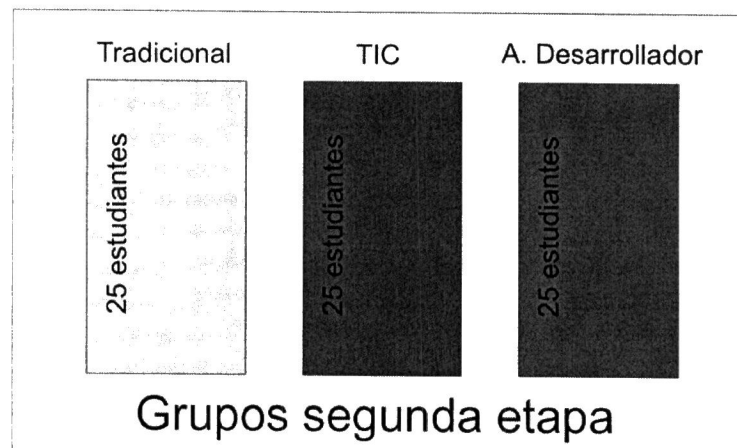 Tradicional
TIC
A. Desarrollador
25 estudiantes
25 estudiantes
25 estudiantes
Grupos segunda etapa